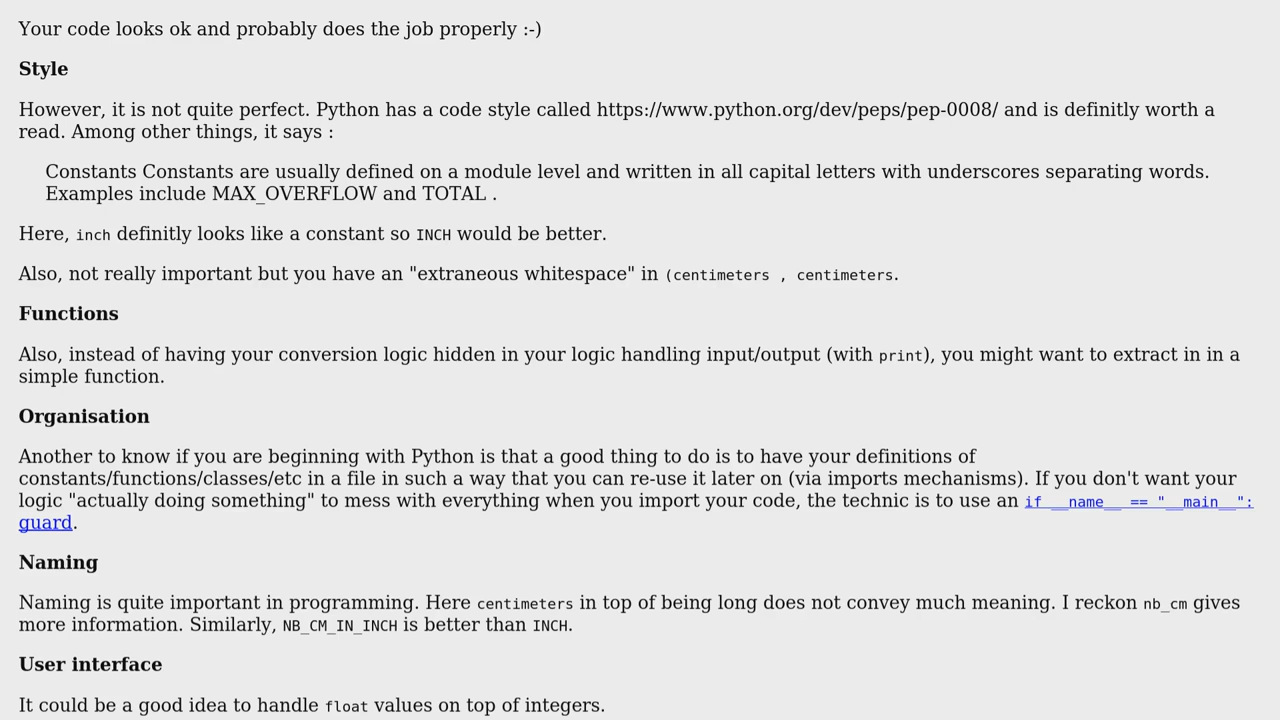 Your code looks ok and probably does the job properly :-)
Style
However, it is not quite perfect. Python has a code style called https://www.python.org/dev/peps/pep-0008/ and is definitly worth a
read. Among other things, it says :
Constants Constants are usually defined on a module level and written in all capital letters with underscores separating words.
Examples include MAX_OVERFLOW and TOTAL .
Here, inch definitly looks like a constant so INCH would be better.
Also, not really important but you have an "extraneous whitespace" in (centimeters , centimeters.
Functions
Also, instead of having your conversion logic hidden in your logic handling input/output (with print), you might want to extract in in a
simple function.
Organisation
Another to know if you are beginning with Python is that a good thing to do is to have your definitions of
constants/functions/classes/etc in a file in such a way that you can re-use it later on (via imports mechanisms). If you don't want your
logic "actually doing something" to mess with everything when you import your code, the technic is to use an if __name__ == "__main__":
guard.
Naming
Naming is quite important in programming. Here centimeters in top of being long does not convey much meaning. I reckon nb_cm gives
more information. Similarly, NB_CM_IN_INCH is better than INCH.
User interface
It could be a good idea to handle float values on top of integers.